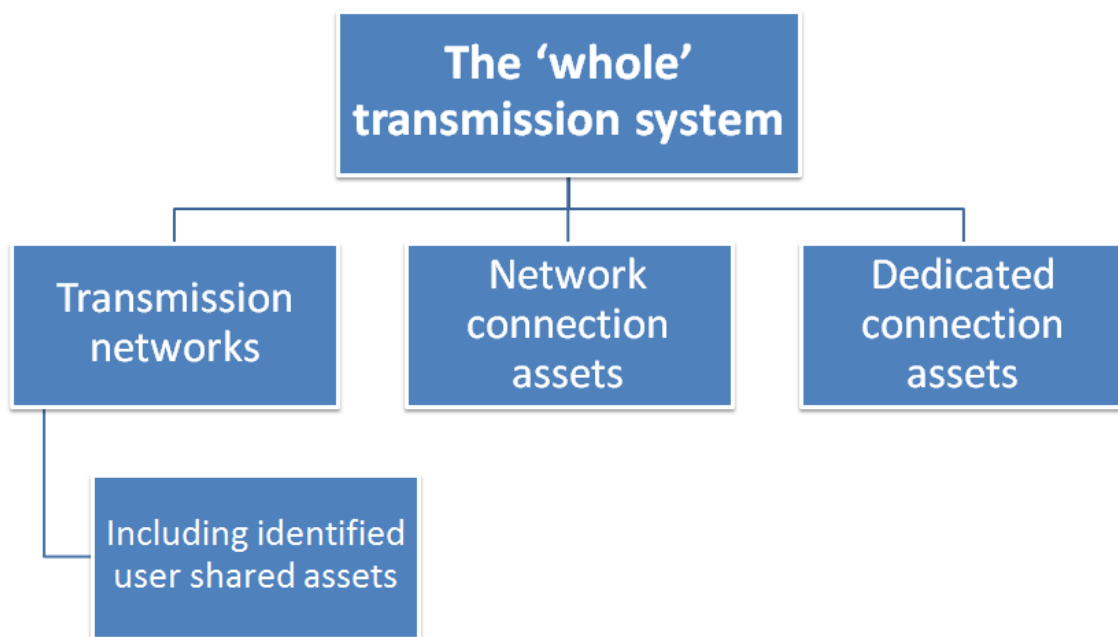 The ‘whole’
transmission system
Transmission
networks
Network
connection
assets
Dedicated
connection
assets
Including identified
user shared assets